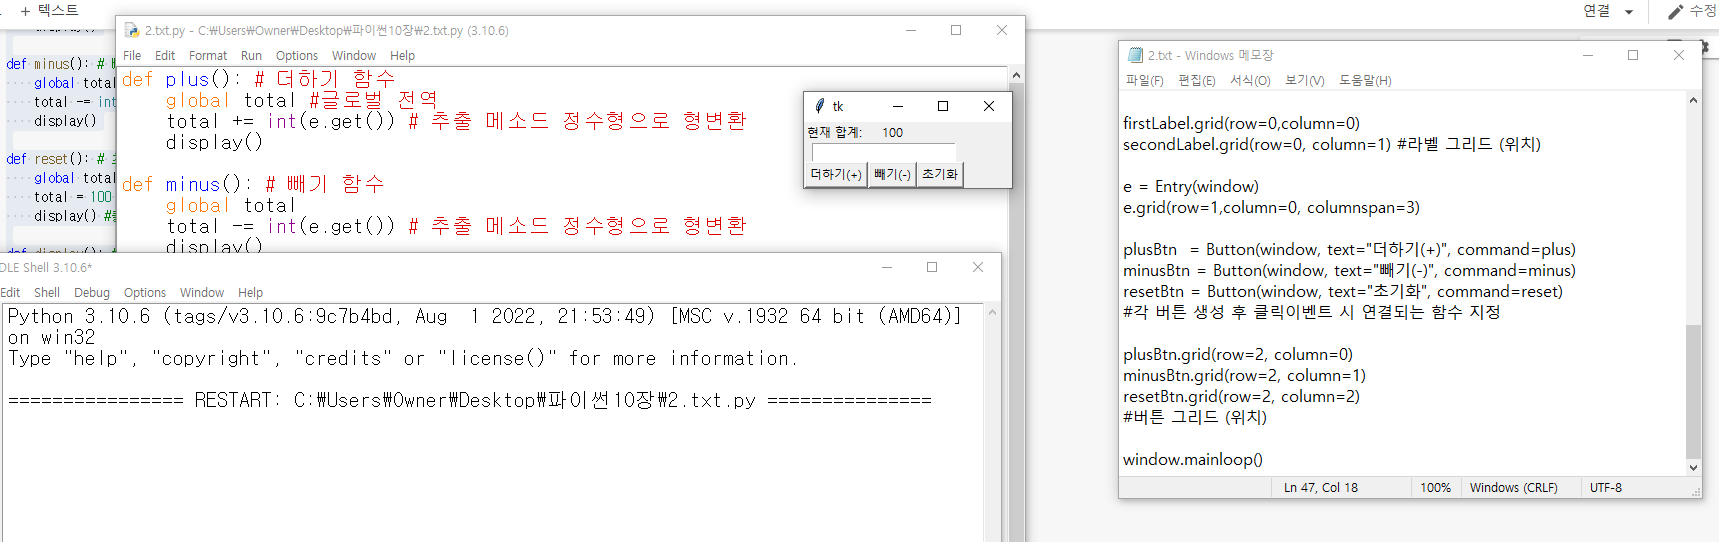 + 텍스트
연결
수정
display()
def minus(): #
global total
total -= int
display()
def reset(): #
global total
total = 100
display() #
2.txt.py - C:\Users\Owner\Desktop\파이썬10장\2.txt.py (3.10.6)
File Edit Format Run Options Window Help
def plus(): # 더하기 함수
global total #글로벌 전역
total += int(e.get()) # 추출 메소드 정수형으로 형변환
display()
def minus(): # 빼기 함수
global total
total -= int(e.get()) # 추출 메소드 정수형으로 형변환
display()
tk
현재 합계: 100
더하기(+) 빼기(-) 초기화
DLE Shell 3.10.6*
Edit Shell Debug Options Window Help
Python 3.10.6 (tags/v3.10.6:9c7b4bd, Aug 1 2022, 21:53:49) [MSC v.1932 64 bit (AMD64)]
on win32
Type "help", "copyright", "credits" or "license()" for more information.
================ RESTART: C:\Users\Owner\Desktop\파이썬10장\2.txt.py ===============
2.txt - Windows 메모장
파일(F) 편집(E) 서식(O) 보기(V) 도움말(H)
firstLabel.grid(row=0,column=0)
secondLabel.grid(row=0, column=1) #라벨 그리드 (위치)
e = Entry(window)
e.grid(row=1,column=0, columnspan=3)
plusBtn = Button(window, text="더하기(+)", command=plus)
minusBtn = Button(window, text="빼기(-)", command=minus)
resetBtn = Button(window, text="초기화", command=reset)
#각 버튼 생성 후 클릭이벤트 시 연결되는 함수 지정
plusBtn.grid(row=2, column=0)
minusBtn.grid(row=2, column=1)
resetBtn.grid(row=2, column=2)
#버튼 그리드 (위치)
window.mainloop()
Ln 47, Col 18 100% Windows (CRLF) UTF-8